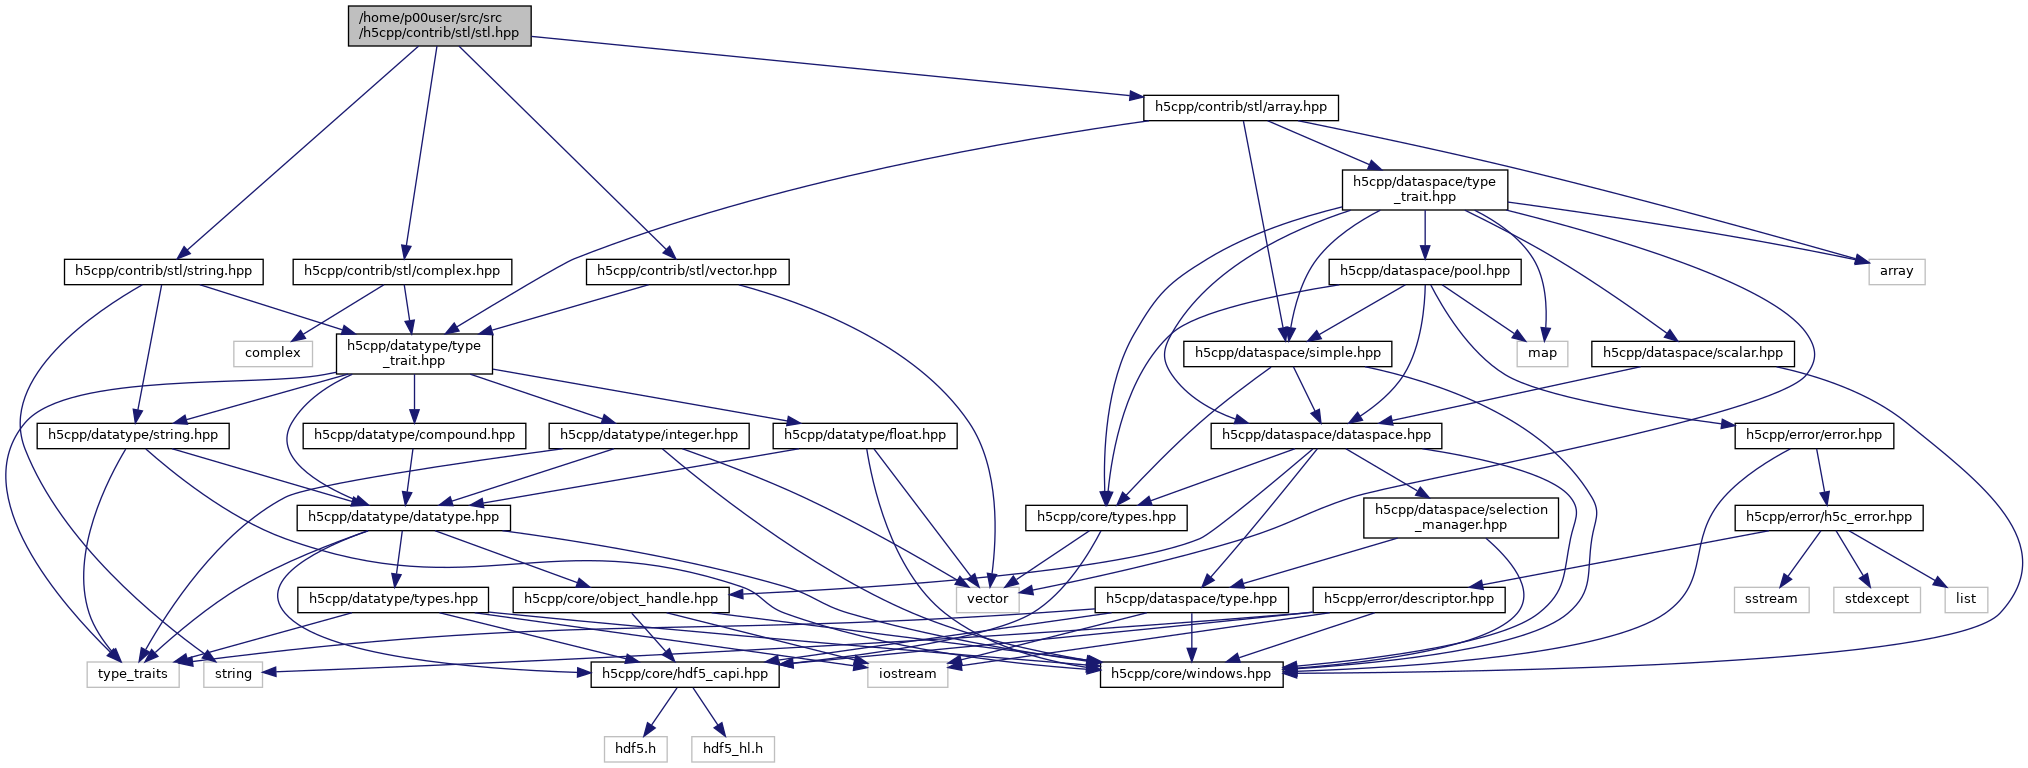 /home/p00user/src/src
/h5cpp/contrib/stl/stl.hpp
h5cpp/contrib/stl/array.hpp
h5cpp/dataspace/type
_trait.hpp
h5cpp/contrib/stl/string.hpp
h5cpp/contrib/stl/complex.hpp
h5cpp/contrib/stl/vector.hpp
h5cpp/dataspace/pool.hpp
array
complex
h5cpp/datatype/type
_trait.hpp
h5cpp/dataspace/simple.hpp
map
h5cpp/dataspace/scalar.hpp
h5cpp/datatype/string.hpp
h5cpp/datatype/compound.hpp
h5cpp/datatype/integer.hpp
h5cpp/datatype/float.hpp
h5cpp/dataspace/dataspace.hpp
h5cpp/error/error.hpp
h5cpp/datatype/datatype.hpp
h5cpp/core/types.hpp
h5cpp/dataspace/selection
_manager.hpp
h5cpp/error/h5c_error.hpp
h5cpp/datatype/types.hpp
h5cpp/core/object_handle.hpp
vector
h5cpp/dataspace/type.hpp
h5cpp/error/descriptor.hpp
sstream
stdexcept
list
type_traits
string
h5cpp/core/hdf5_capi.hpp
iostream
h5cpp/core/windows.hpp
hdf5.h
hdf5_hl.h